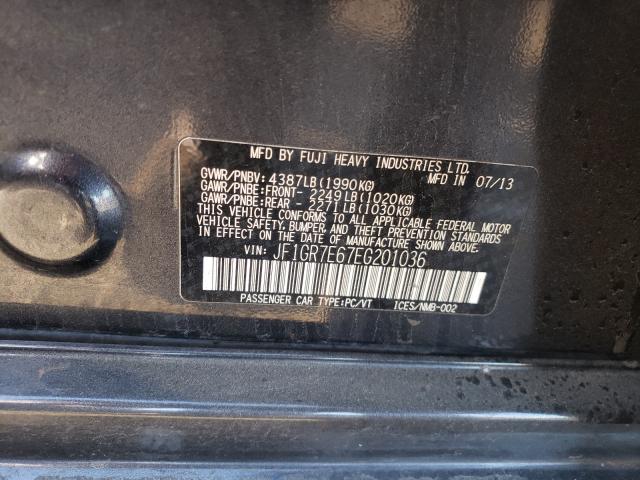 MFD BY FUJI HEAVY INDUSTRIES LTD.
GVWR/PNBV: 4387LB(1990KG) MFD IN 07/13
GAWR/PNBE:FRONT- 2249LB(1020KG)
GAWR/PNBE:REAR - 2271LB(1030KG)
THIS VEHICLE CONFORMS TO ALL APPLICABLE FEDERAL MOTOR
VEHICLE SAFETY, BUMPER, AND THEFT PREVENTION STANDARDS
IN EFFECT ON THE DATE OF MANUFACTURE SHOWN ABOVE.
VIN: JF1GR7E67EG201036
PASSENGER CAR TYPE:PC/VT ICES/NMB-002